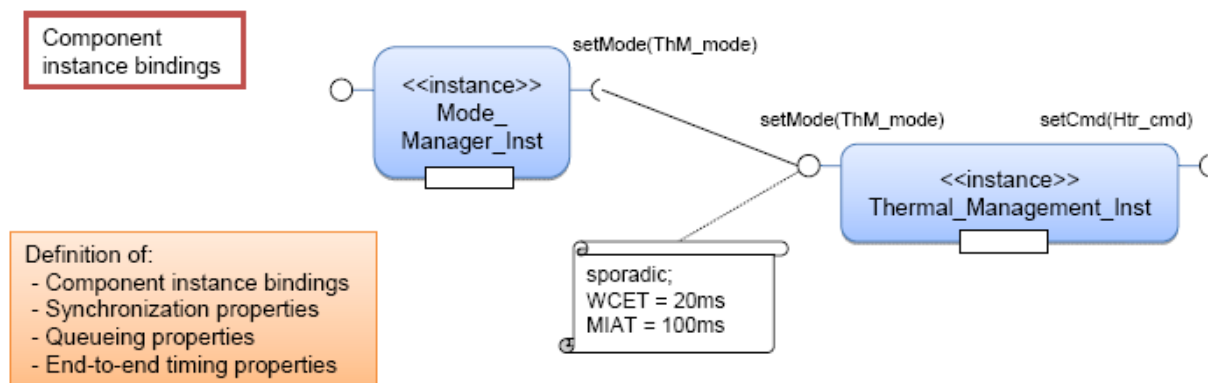 Component
instance bindings
setMode(ThM_mode)
<<instance>>
Mode_
Manager_Inst
setMode(ThM_mode)
setCmd(Htr_cmd)
<<instance>>
Thermal_Management_Inst
Definition of:
- Component instance bindings
- Synchronization properties
- Queueing properties
- End-to-end timing properties
sporadic;
WCET = 20ms
MIAT = 100ms